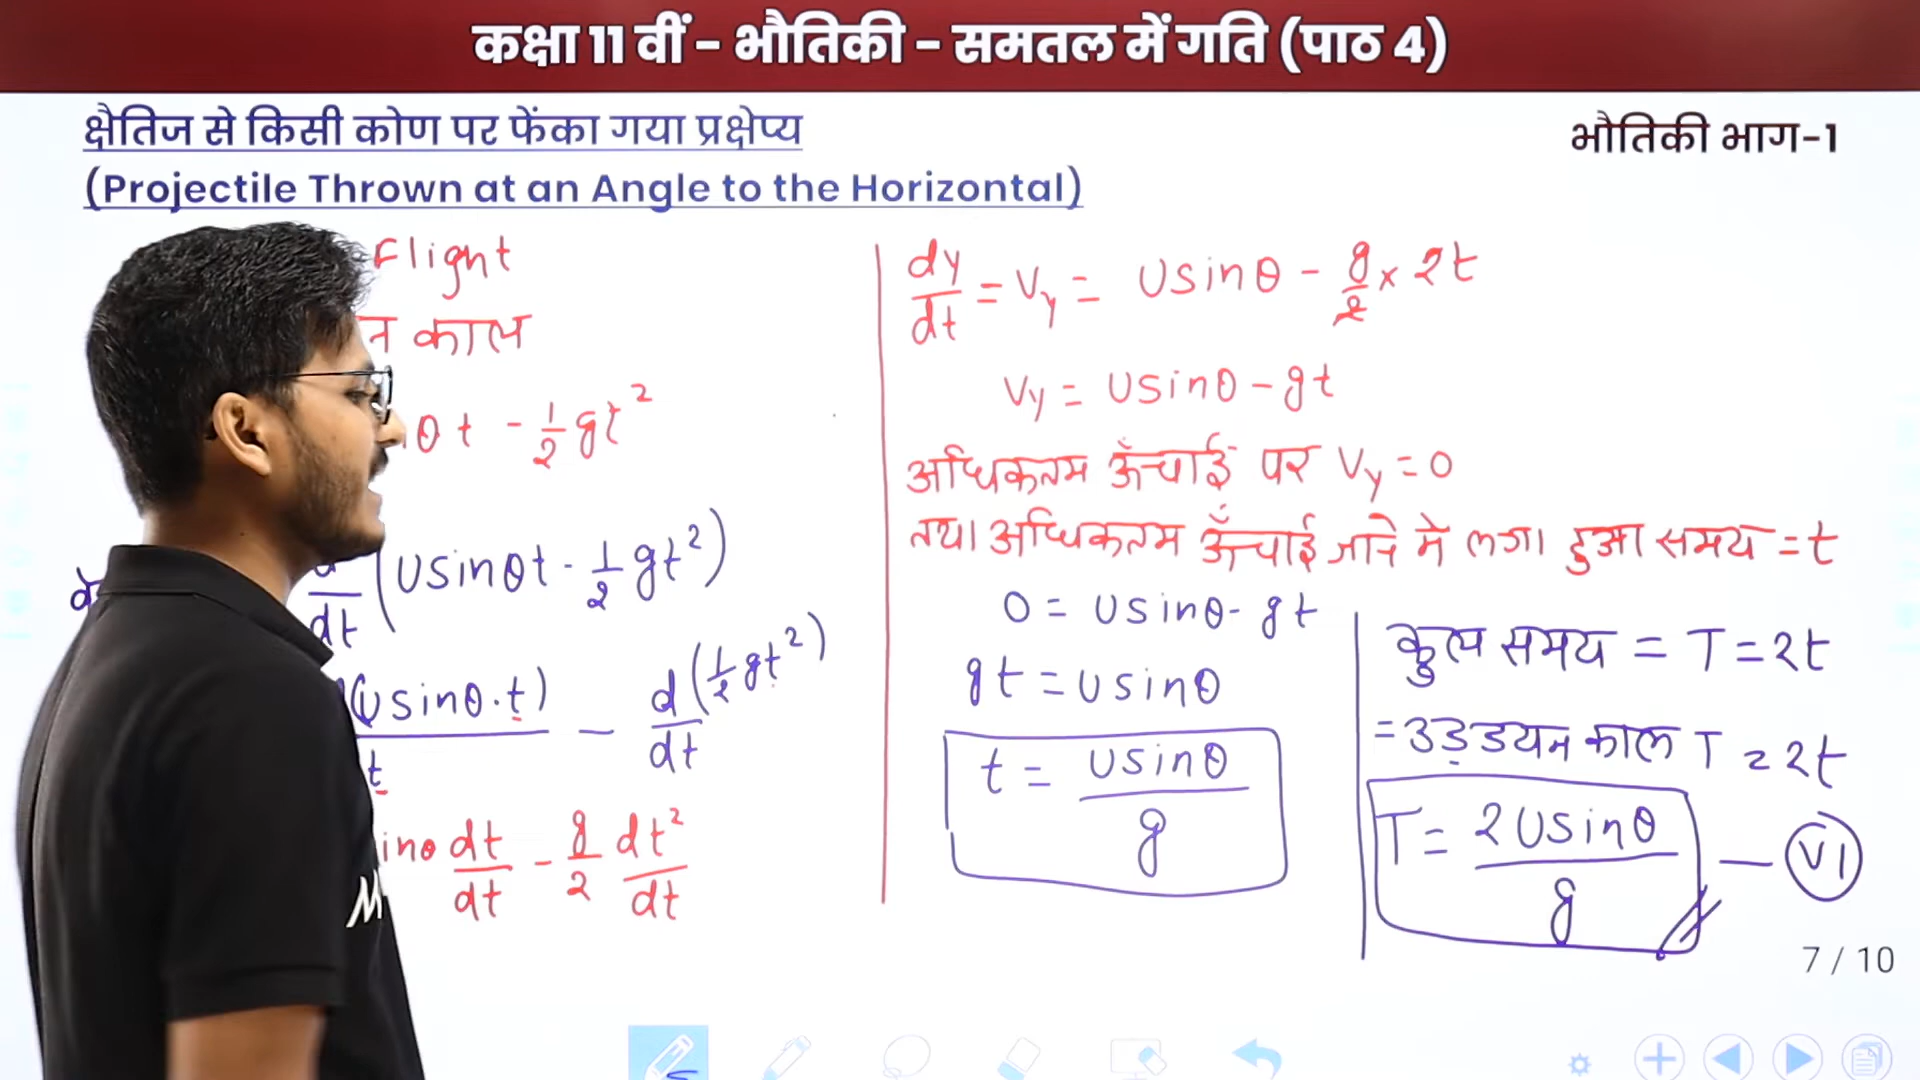 कक्षा 11 वीं - भौतिकी - समतल में गति (पाठ 4)
क्षैतिज से किसी कोण पर फेंका गया प्रक्षेप्य
(Projectile Thrown at an Angle to the Horizontal)
भौतिकी भाग-1
Flight
न काल
θ t - 1/2 gt²
d/dt (usinθt - 1/2 gt²)
(usinθ.t)/t - d(1/2 gt²)/dt
inθ dt/dt - g/2 dt²/dt
dy/dt = Vy = usinθ - g/2 × 2t
Vy = usinθ - gt
अधिकतम ऊँचाई पर Vy = 0
तथा अधिकतम ऊँचाई जाने में लगा हुआ समय = t
0 = usinθ - gt
gt = usinθ
t = usinθ/g
कुल समय = T = 2t
= उड्डयन काल T = 2t
T = 2usinθ/g — VI
7 / 10
M